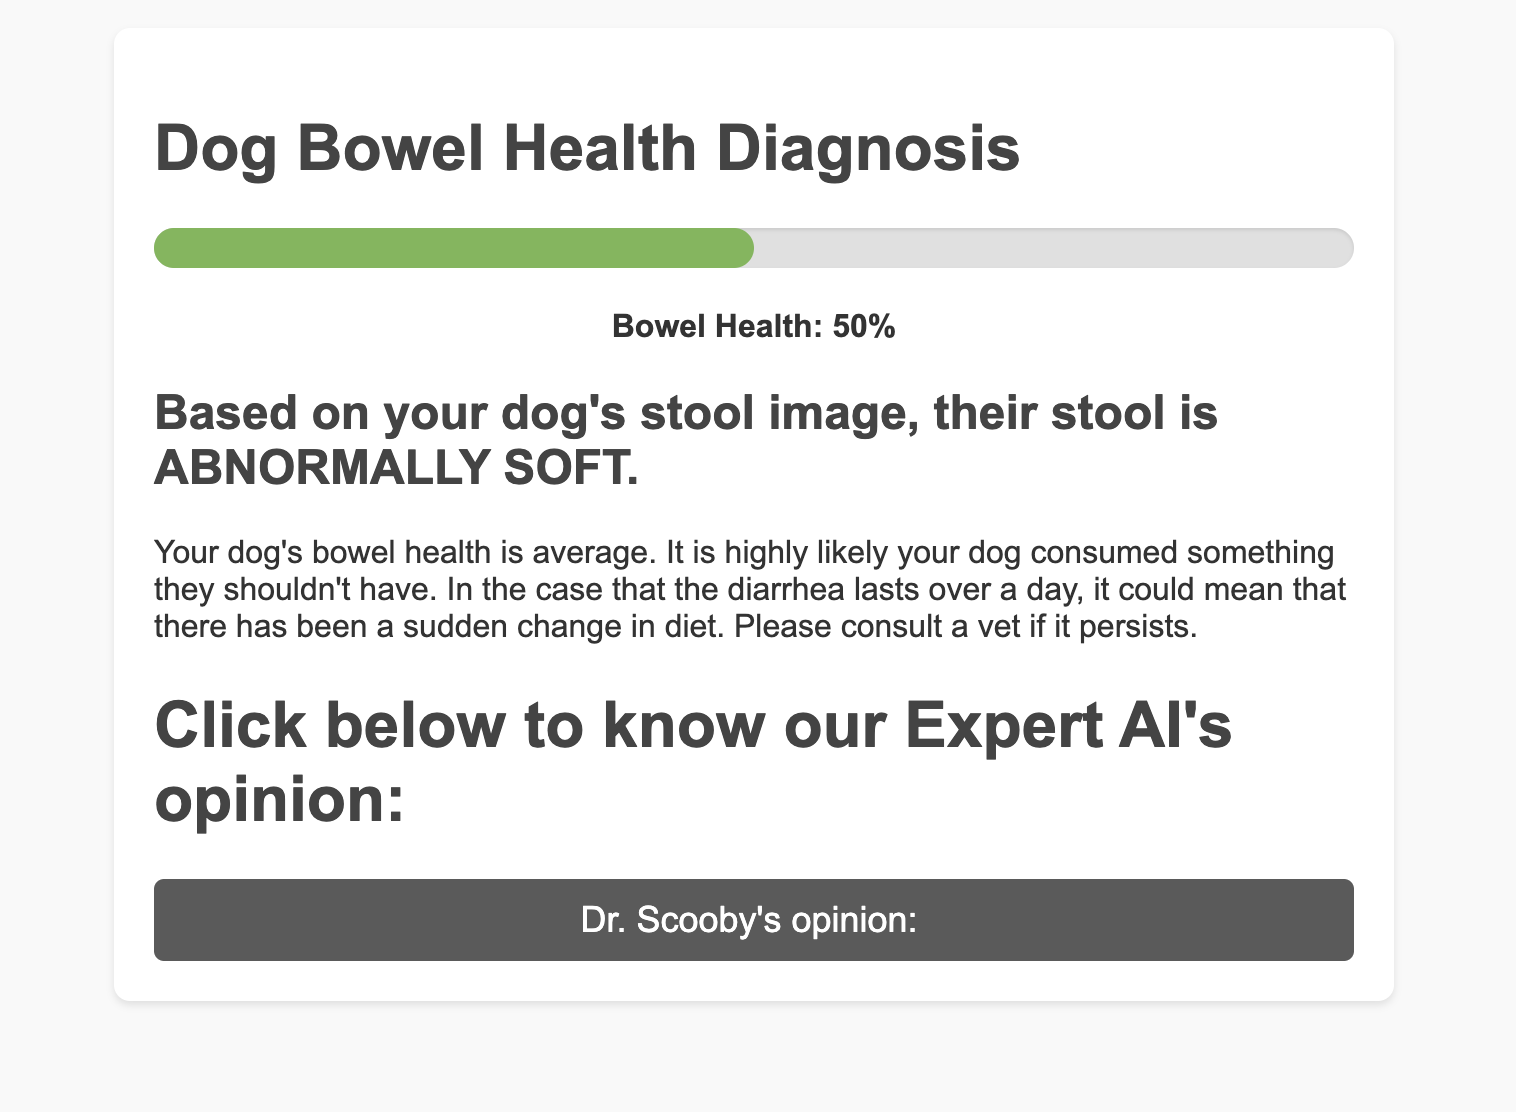 Dog Bowel Health Diagnosis
Bowel Health: 50%
Based on your dog's stool image, their stool is
ABNORMALLY SOFT.
Your dog's bowel health is average. It is highly likely your dog consumed something
they shouldn't have. In the case that the diarrhea lasts over a day, it could mean that
there has been a sudden change in diet. Please consult a vet if it persists.
Click below to know our Expert AI's
opinion:
Dr. Scooby's opinion: